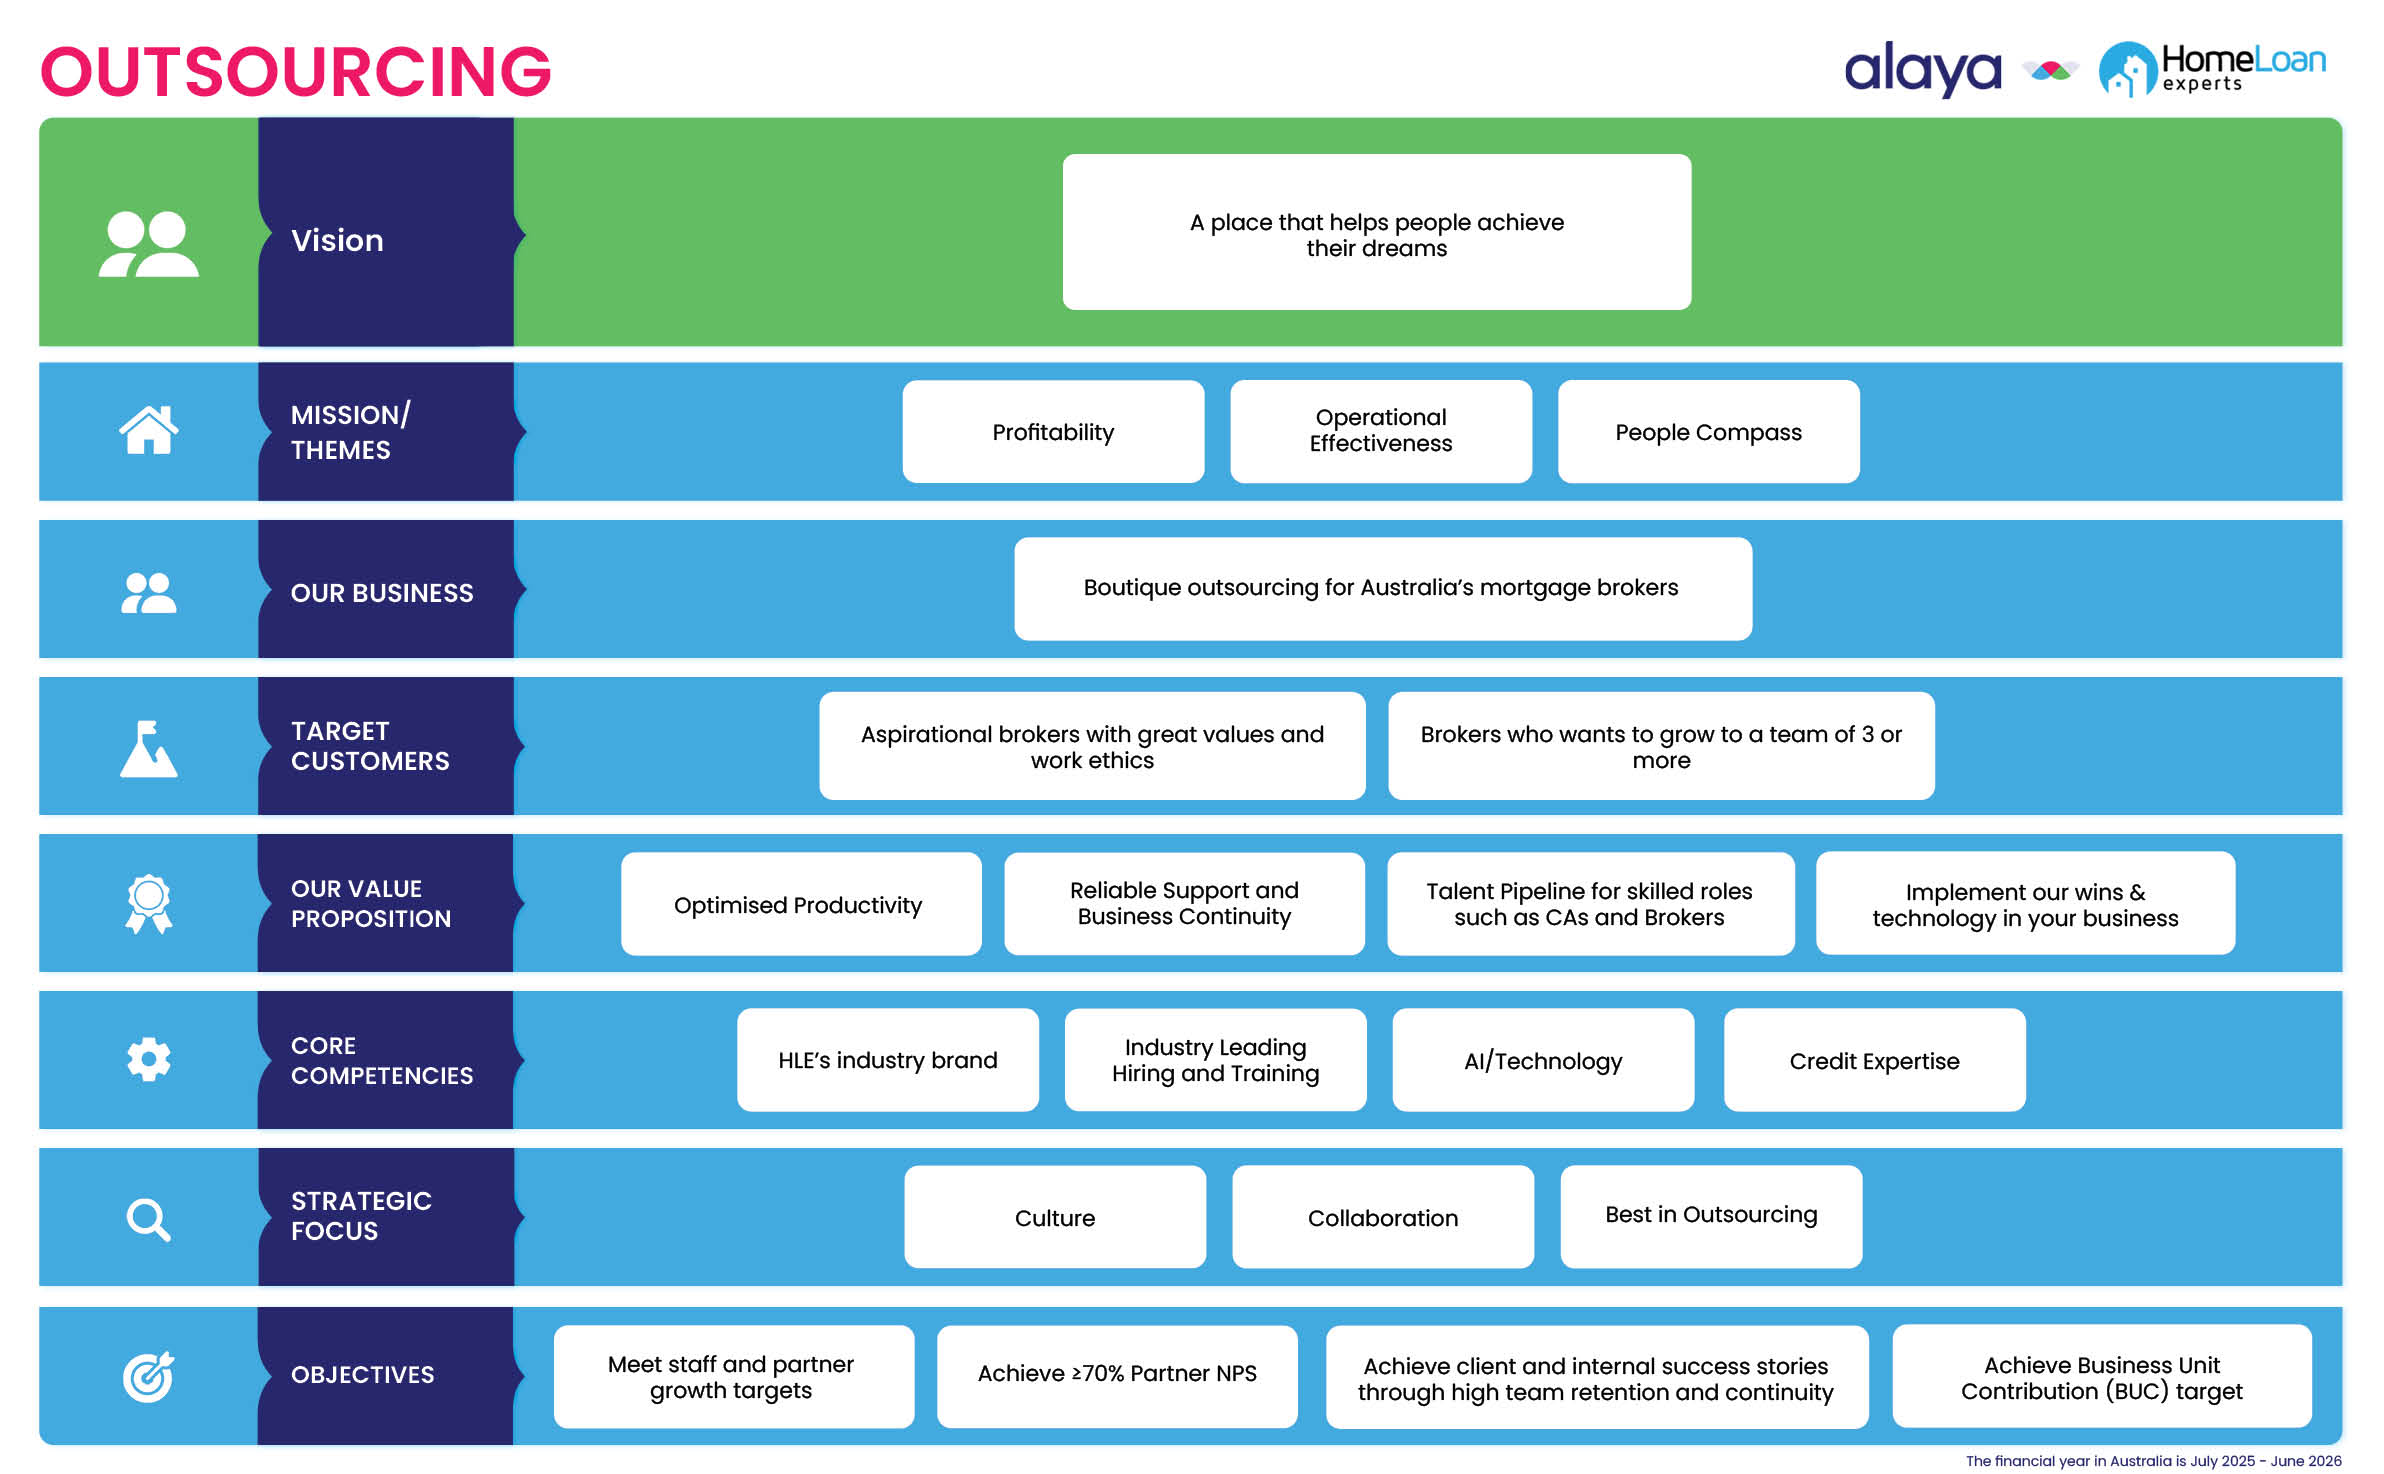 OUTSOURCING
alaya
HomeLoan
experts
Vision
A place that helps people achieve
their dreams
MISSION/
THEMES
Profitability
Operational
Effectiveness
People Compass
OUR BUSINESS
Boutique outsourcing for Australia’s mortgage brokers
TARGET
CUSTOMERS
Aspirational brokers with great values and
work ethics
Brokers who wants to grow to a team of 3 or
more
OUR VALUE
PROPOSITION
Optimised Productivity
Reliable Support and
Business Continuity
Talent Pipeline for skilled roles
such as CAs and Brokers
Implement our wins &
technology in your business
CORE
COMPETENCIES
HLE’s industry brand
Industry Leading
Hiring and Training
AI/Technology
Credit Expertise
STRATEGIC
FOCUS
Culture
Collaboration
Best in Outsourcing
OBJECTIVES
Meet staff and partner
growth targets
Achieve ≥70% Partner NPS
Achieve client and internal success stories
through high team retention and continuity
Achieve Business Unit
Contribution (BUC) target
The financial year in Australia is July 2025 - June 2026